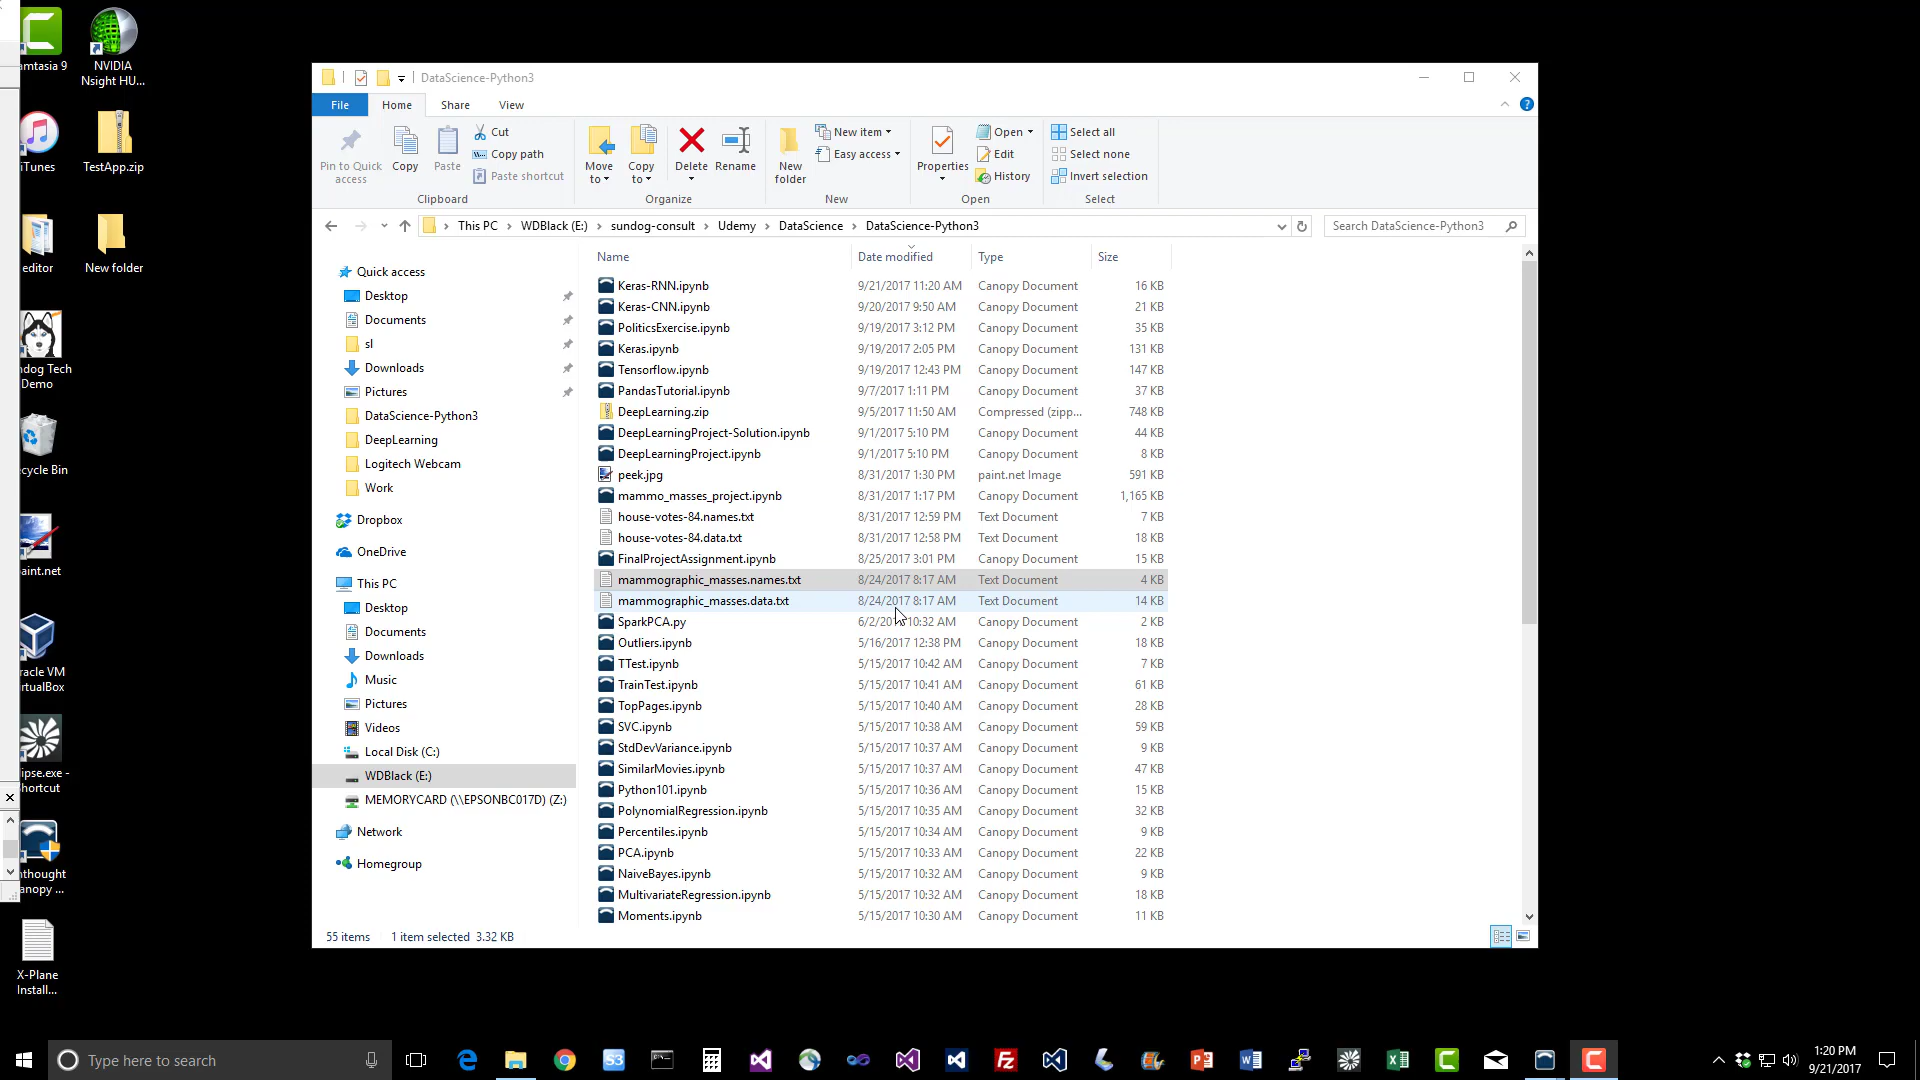 amtasia 9
NVIDIA
Nsight HU...
iTunes
TestApp.zip
editor
New folder
ndog Tech
Demo
ecycle Bin
aint.net
racle VM
rtualBox
ipse.exe -
Shortcut
nthought
anopy ...
X-Plane
Install...
DataScience-Python3
File
Home
Share
View
Pin to Quick
access
Copy
Paste
Cut
Copy path
Paste shortcut
Clipboard
Move
to
Copy
to
Delete
Rename
Organize
New
folder
New item
Easy access
New
Properties
Open
Edit
History
Open
Select all
Select none
Invert selection
Select
This PC > WDBlack (E:) > sundog-consult > Udemy > DataScience > DataScience-Python3
Search DataScience-Python3
Quick access
Desktop
Documents
sl
Downloads
Pictures
DataScience-Python3
DeepLearning
Logitech Webcam
Work
Dropbox
OneDrive
This PC
Desktop
Documents
Downloads
Music
Pictures
Videos
Local Disk (C:)
WDBlack (E:)
MEMORYCARD (\\EPSONBC017D) (Z:)
Network
Homegroup
Name Date modified Type Size
Keras-RNN.ipynb 9/21/2017 11:20 AM Canopy Document 16 KB
Keras-CNN.ipynb 9/20/2017 9:50 AM Canopy Document 21 KB
PoliticsExercise.ipynb 9/19/2017 3:12 PM Canopy Document 35 KB
Keras.ipynb 9/19/2017 2:05 PM Canopy Document 131 KB
Tensorflow.ipynb 9/19/2017 12:43 PM Canopy Document 147 KB
PandasTutorial.ipynb 9/7/2017 1:11 PM Canopy Document 37 KB
DeepLearning.zip 9/5/2017 11:50 AM Compressed (zipp... 748 KB
DeepLearningProject-Solution.ipynb 9/1/2017 5:10 PM Canopy Document 44 KB
DeepLearningProject.ipynb 9/1/2017 5:10 PM Canopy Document 8 KB
peek.jpg 8/31/2017 1:30 PM paint.net Image 591 KB
mammo_masses_project.ipynb 8/31/2017 1:17 PM Canopy Document 1,165 KB
house-votes-84.names.txt 8/31/2017 12:59 PM Text Document 7 KB
house-votes-84.data.txt 8/31/2017 12:58 PM Text Document 18 KB
FinalProjectAssignment.ipynb 8/25/2017 3:01 PM Canopy Document 15 KB
mammographic_masses.names.txt 8/24/2017 8:17 AM Text Document 4 KB
mammographic_masses.data.txt 8/24/2017 8:17 AM Text Document 14 KB
SparkPCA.py 6/2/20 10:32 AM Canopy Document 2 KB
Outliers.ipynb 5/16/2017 12:38 PM Canopy Document 18 KB
TTest.ipynb 5/15/2017 10:42 AM Canopy Document 7 KB
TrainTest.ipynb 5/15/2017 10:41 AM Canopy Document 61 KB
TopPages.ipynb 5/15/2017 10:40 AM Canopy Document 28 KB
SVC.ipynb 5/15/2017 10:38 AM Canopy Document 59 KB
StdDevVariance.ipynb 5/15/2017 10:37 AM Canopy Document 9 KB
SimilarMovies.ipynb 5/15/2017 10:37 AM Canopy Document 47 KB
Python101.ipynb 5/15/2017 10:36 AM Canopy Document 15 KB
PolynomialRegression.ipynb 5/15/2017 10:35 AM Canopy Document 32 KB
Percentiles.ipynb 5/15/2017 10:34 AM Canopy Document 9 KB
PCA.ipynb 5/15/2017 10:33 AM Canopy Document 22 KB
NaiveBayes.ipynb 5/15/2017 10:32 AM Canopy Document 9 KB
MultivariateRegression.ipynb 5/15/2017 10:32 AM Canopy Document 18 KB
Moments.ipynb 5/15/2017 10:30 AM Canopy Document 11 KB
55 items 1 item selected 3.32 KB
Type here to search
S3
1:20 PM
9/21/2017